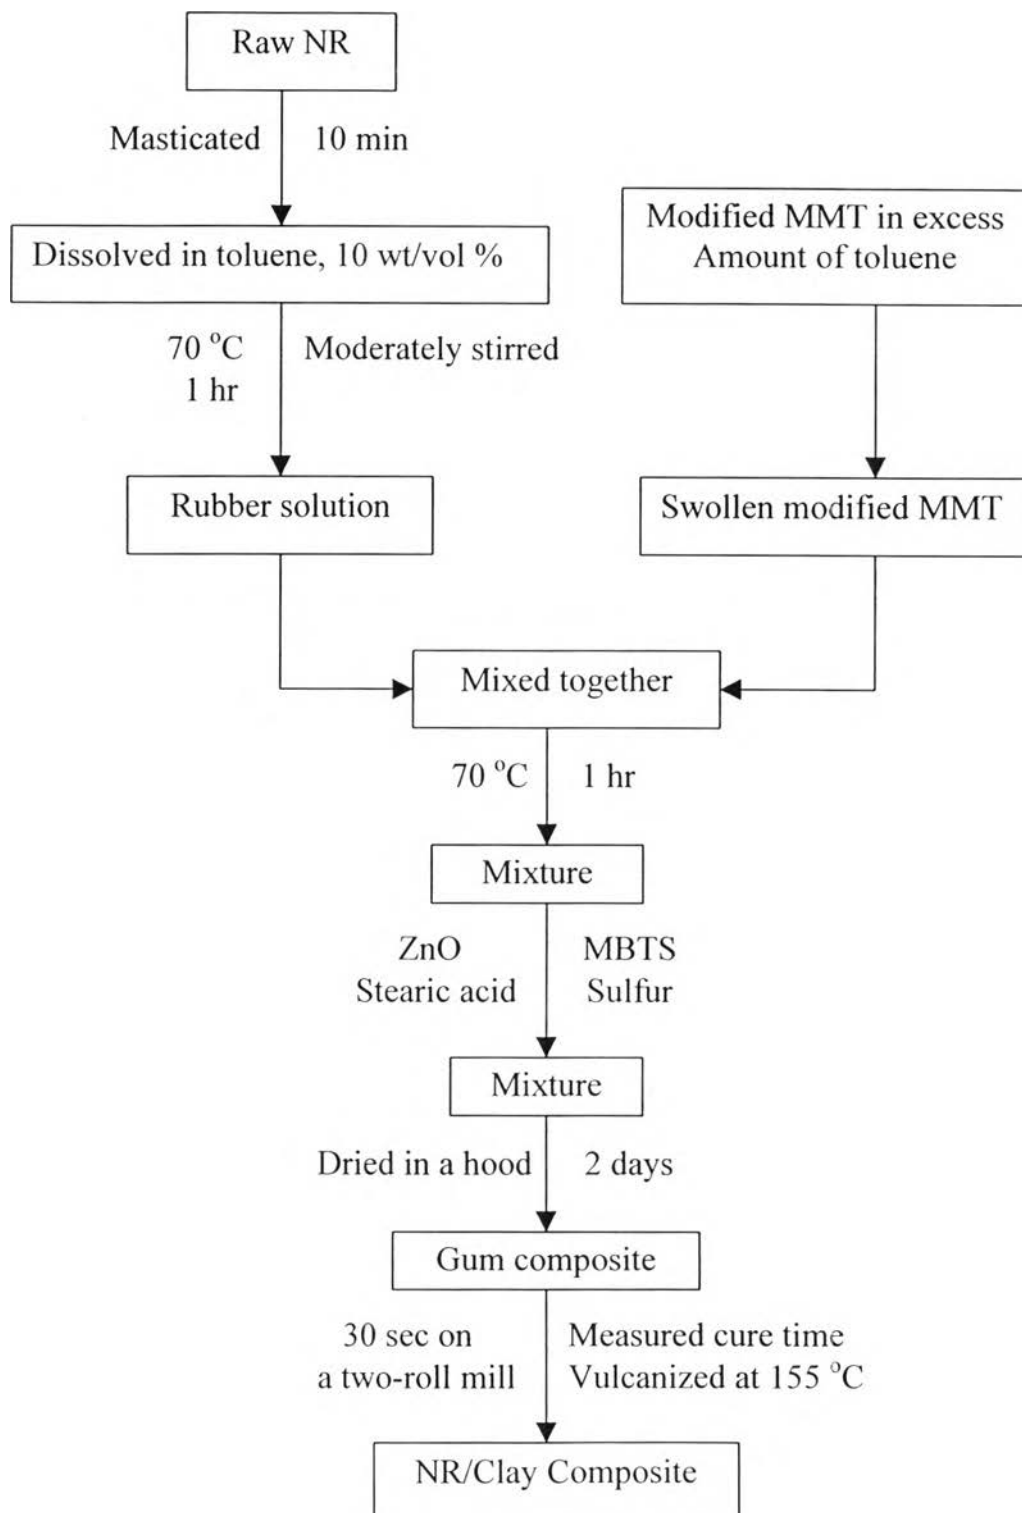 Raw NR
Masticated 10 min
Dissolved in toluene, 10 wt/vol %
Modified MMT in excess
Amount of toluene
70 °C Moderately stirred
1 hr
Rubber solution
Swollen modified MMT
Mixed together
70 °C 1 hr
Mixture
ZnO MBTS
Stearic acid Sulfur
Mixture
Dried in a hood 2 days
Gum composite
30 sec on Measured cure time
a two-roll mill Vulcanized at 155 °C
NR/Clay Composite